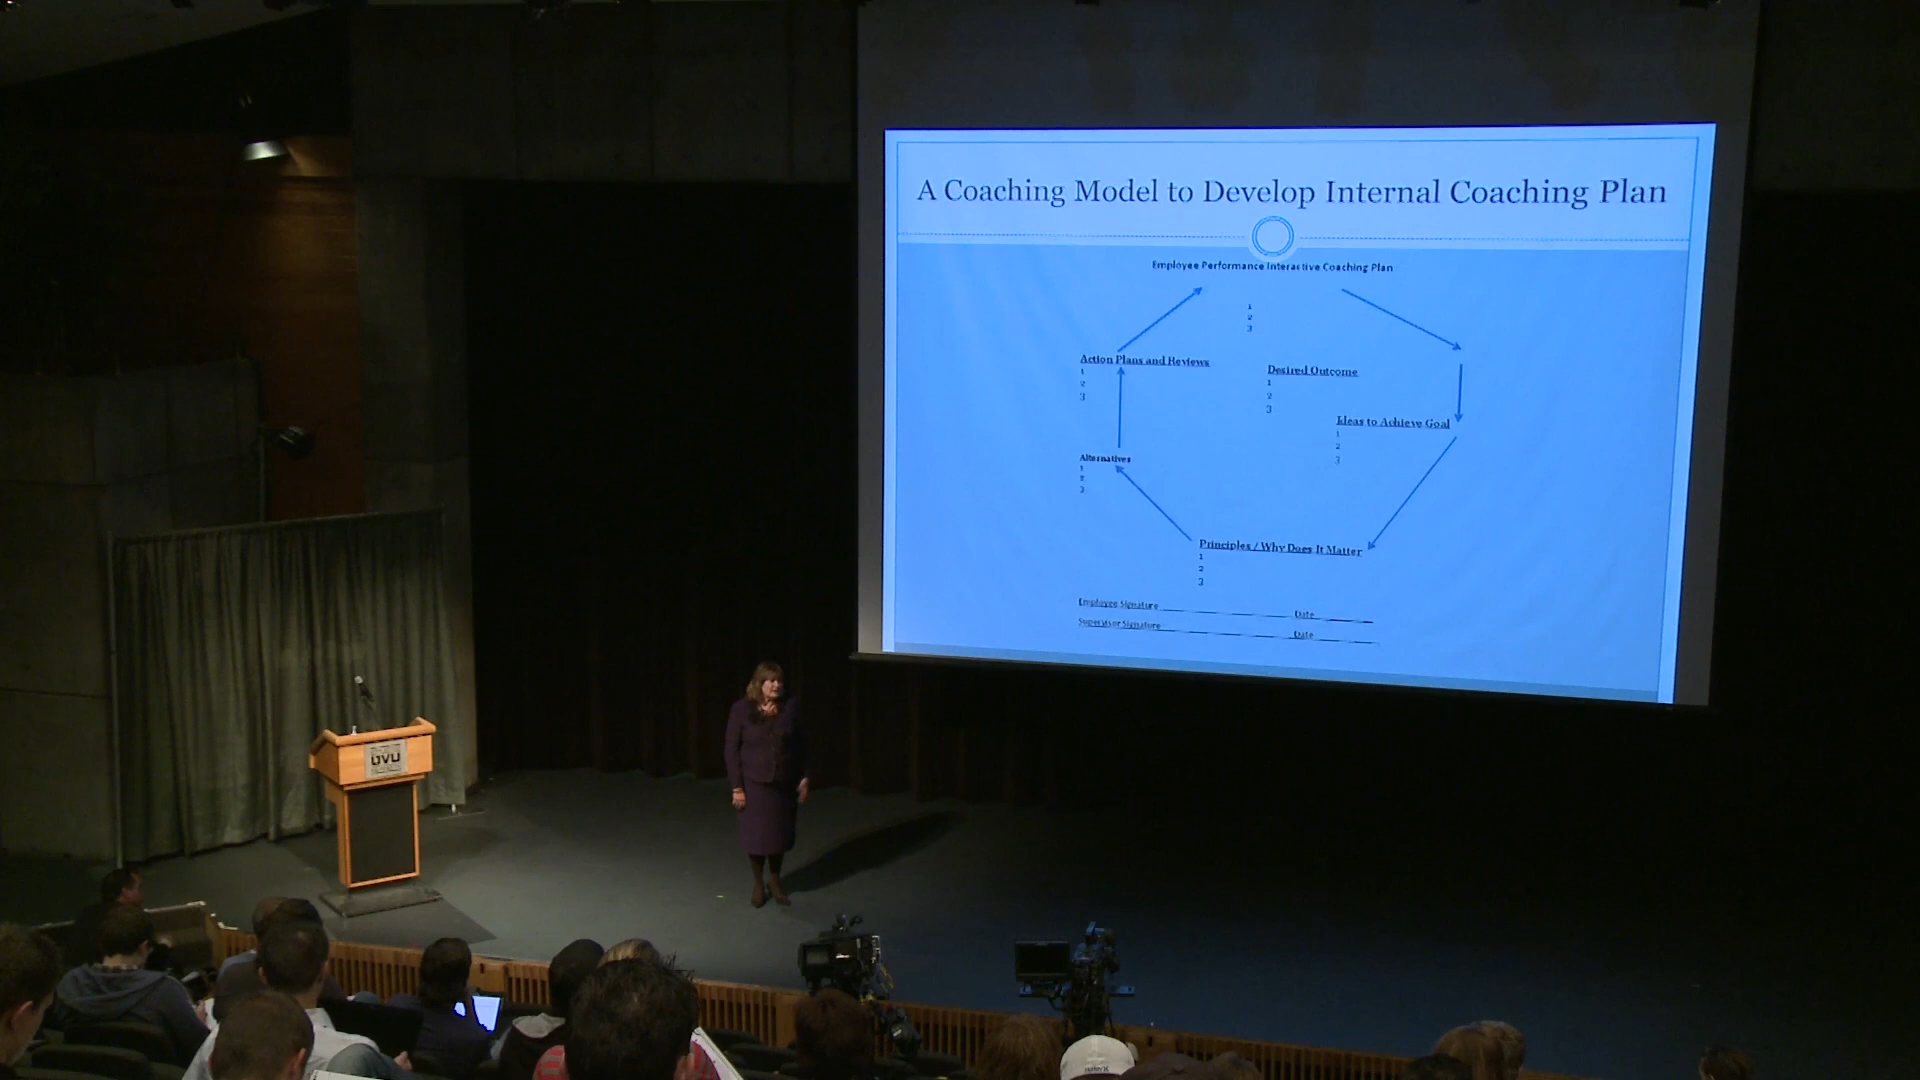 A Coaching Model to Develop Internal Coaching Plan
Employee Performance Interactive Coaching Plan
1
2
3
Action Plans and Reviews
1
2
3
Desired Outcome
1
2
3
Ideas to Achieve Goal
1
2
3
Alternatives
1
2
3
Principles / Why Does It Matter
1
2
3
Employee Signature Date
Supervisor Signature Date
UVU